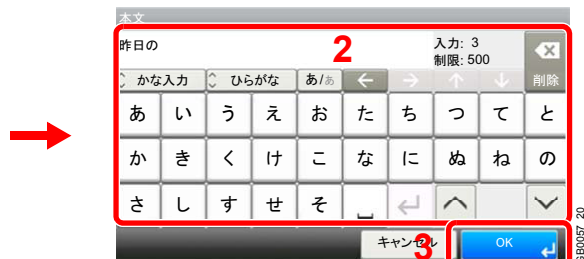 本文
昨日の
2
入力: 3
制限: 500
かな入力 ひらがな あ/ぁ ← → ↑ ↓ 削除
あ い う え お た ち つ て と
か き く け こ な に ぬ ね の
さ し す せ そ ␣
キャンセル
3
OK
GB0057_20